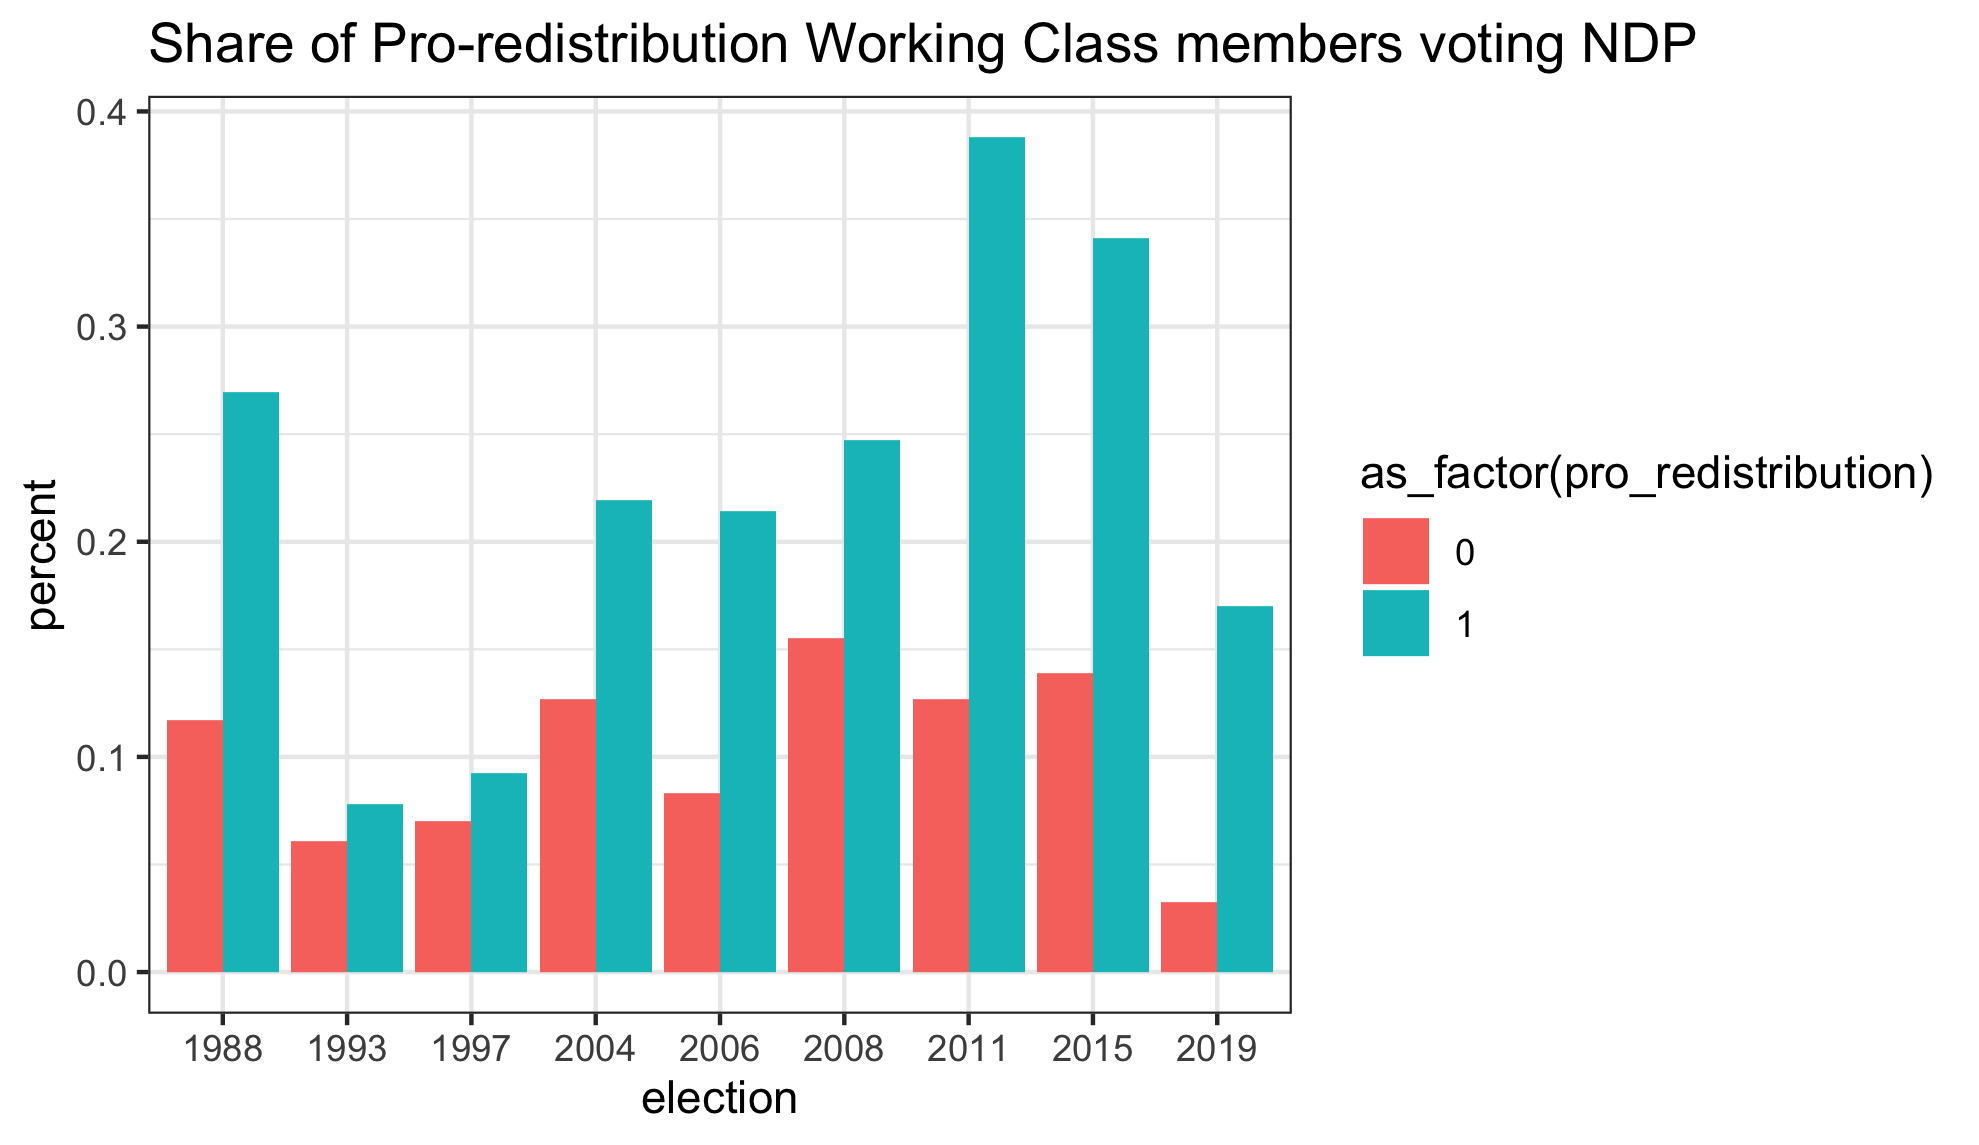 Share of Pro-redistribution Working Class members voting NDP
0.4
0.3
0.2
0.1
0.0
percent
1988 1993 1997 2004 2006 2008 2011 2015 2019
election
as_factor(pro_redistribution)
0
1